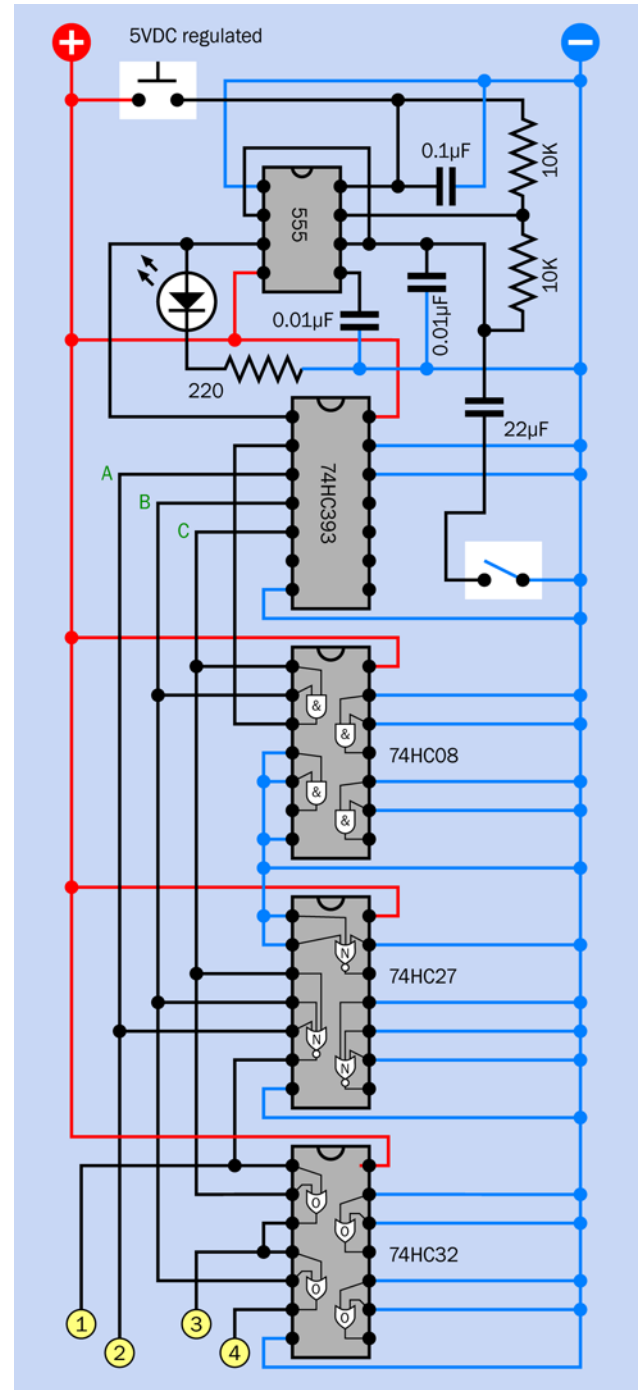 +
−
5VDC regulated
0.1µF
10K
555
10K
0.01µF
0.01µF
220
22µF
74HC393
A
B
C
&
&
74HC08
&
&
N
74HC27
N
N
O
O
74HC32
O
O
1
2
3
4